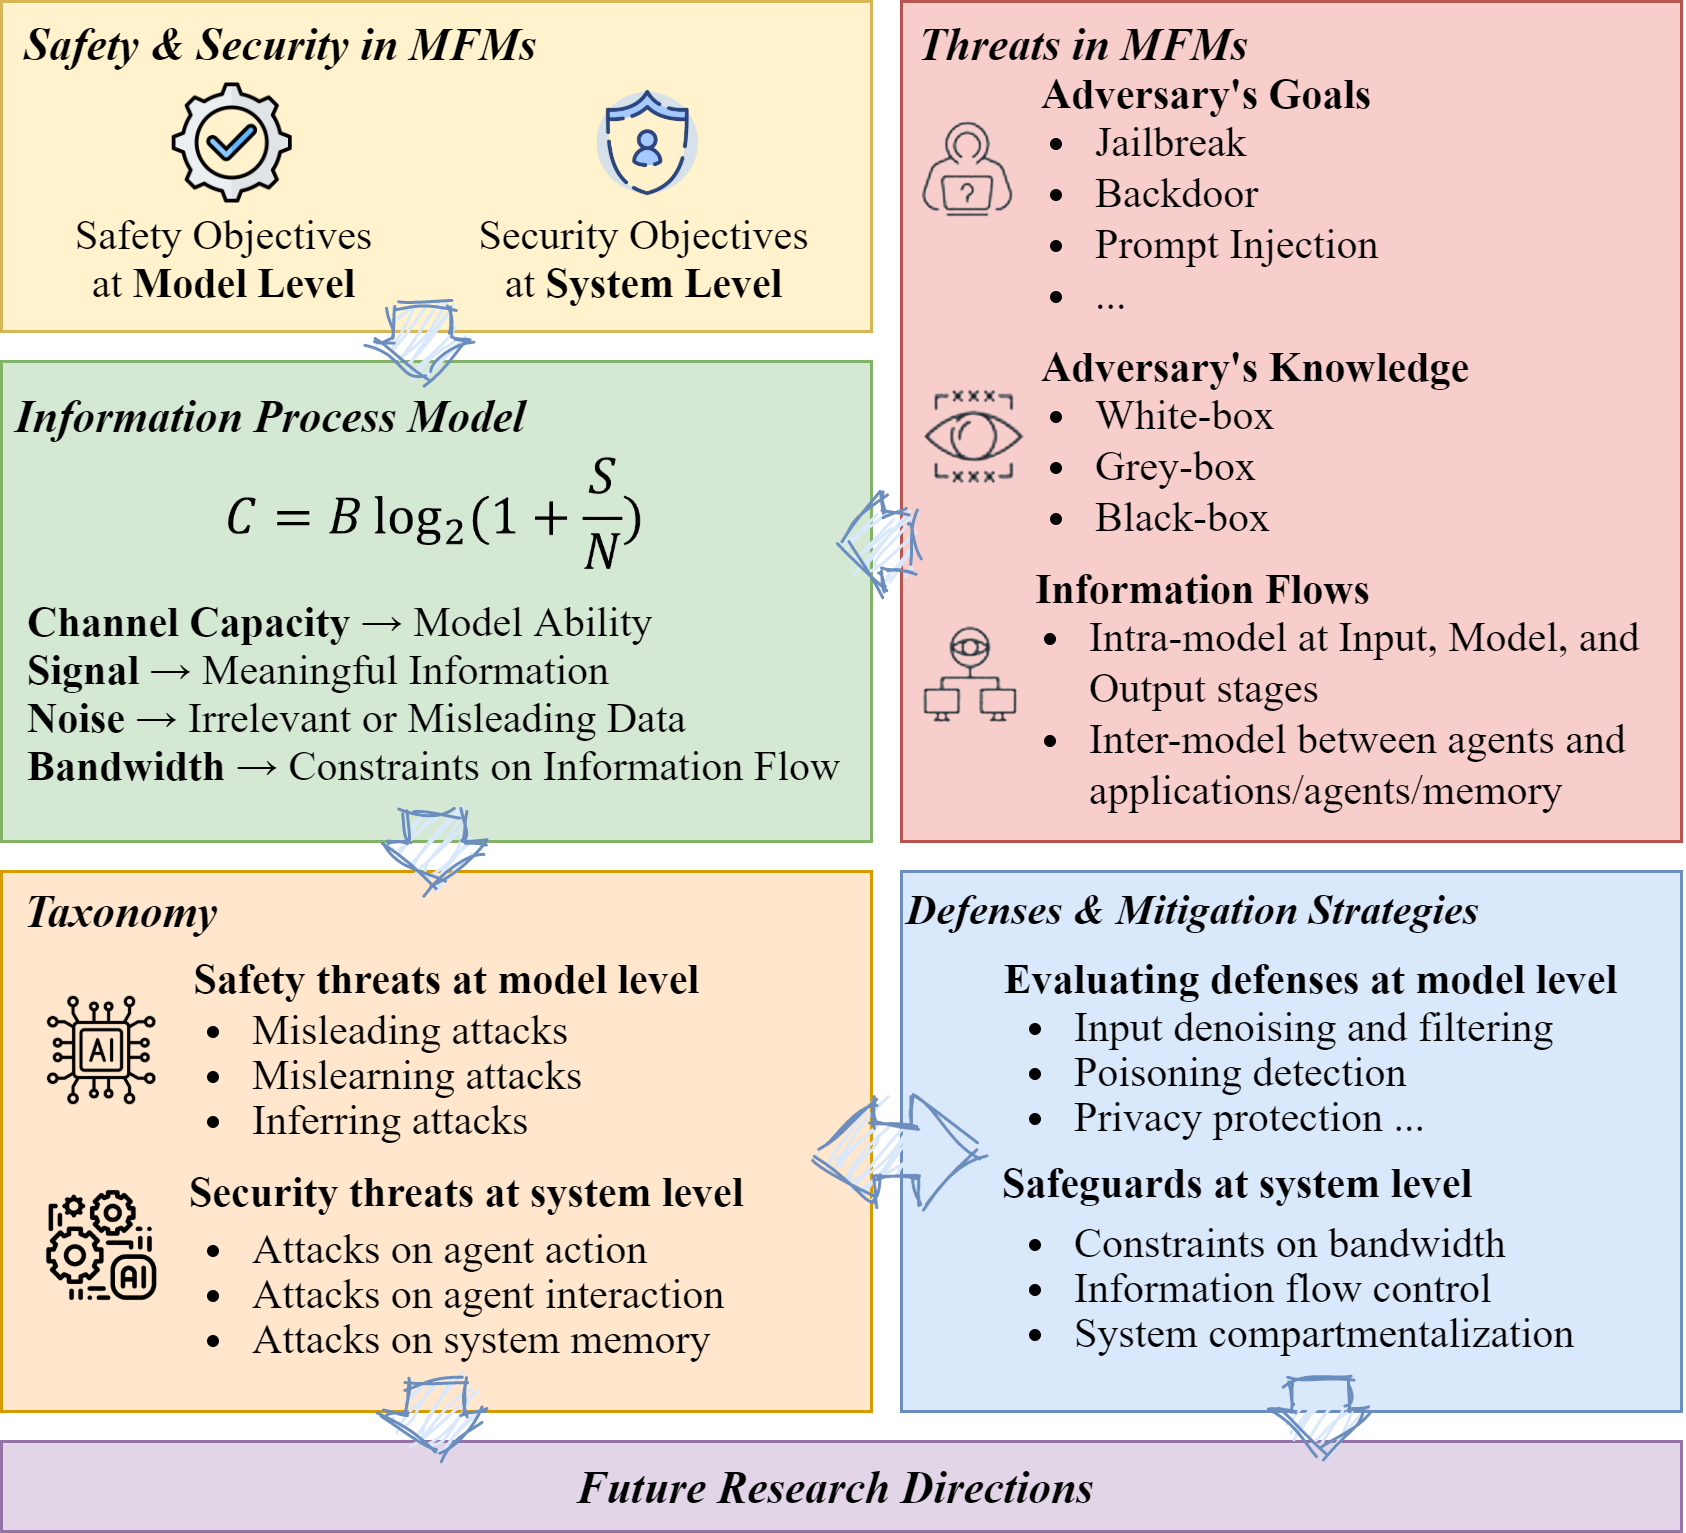 Safety & Security in MFMs
Safety Objectives
at Model Level
Security Objectives
at System Level
Threats in MFMs
Adversary's Goals
• Jailbreak
• Backdoor
• Prompt Injection
• ...
Adversary's Knowledge
• White-box
• Grey-box
• Black-box
Information Flows
• Intra-model at Input, Model, and
Output stages
• Inter-model between agents and
applications/agents/memory
Information Process Model
C = B log₂(1 + S/N)
Channel Capacity → Model Ability
Signal → Meaningful Information
Noise → Irrelevant or Misleading Data
Bandwidth → Constraints on Information Flow
Taxonomy
AI
Safety threats at model level
• Misleading attacks
• Mislearning attacks
• Inferring attacks
AI
Security threats at system level
• Attacks on agent action
• Attacks on agent interaction
• Attacks on system memory
Defenses & Mitigation Strategies
Evaluating defenses at model level
• Input denoising and filtering
• Poisoning detection
• Privacy protection ...
Safeguards at system level
• Constraints on bandwidth
• Information flow control
• System compartmentalization
Future Research Directions